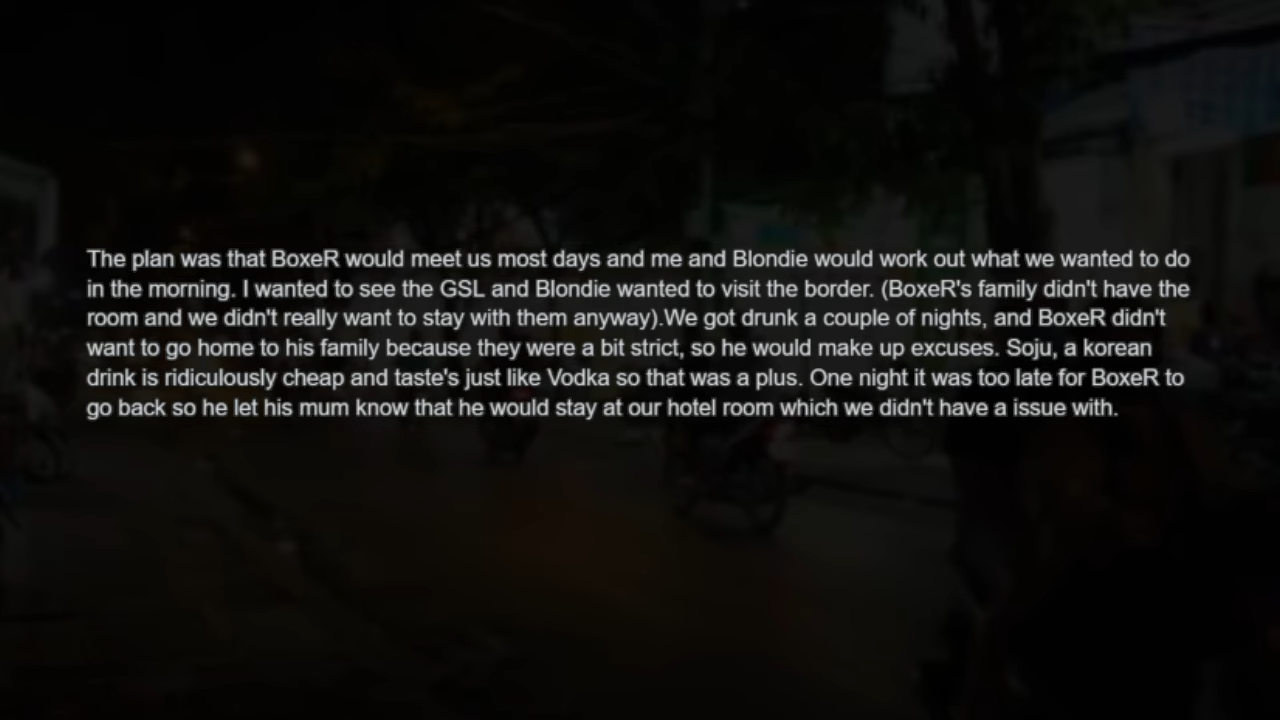 The plan was that BoxeR would meet us most days and me and Blondie would work out what we wanted to do
in the morning. I wanted to see the GSL and Blondie wanted to visit the border. (BoxeR's family didn't have the
room and we didn't really want to stay with them anyway).We got drunk a couple of nights, and BoxeR didn't
want to go home to his family because they were a bit strict, so he would make up excuses. Soju, a korean
drink is ridiculously cheap and taste's just like Vodka so that was a plus. One night it was too late for BoxeR to
go back so he let his mum know that he would stay at our hotel room which we didn't have a issue with.